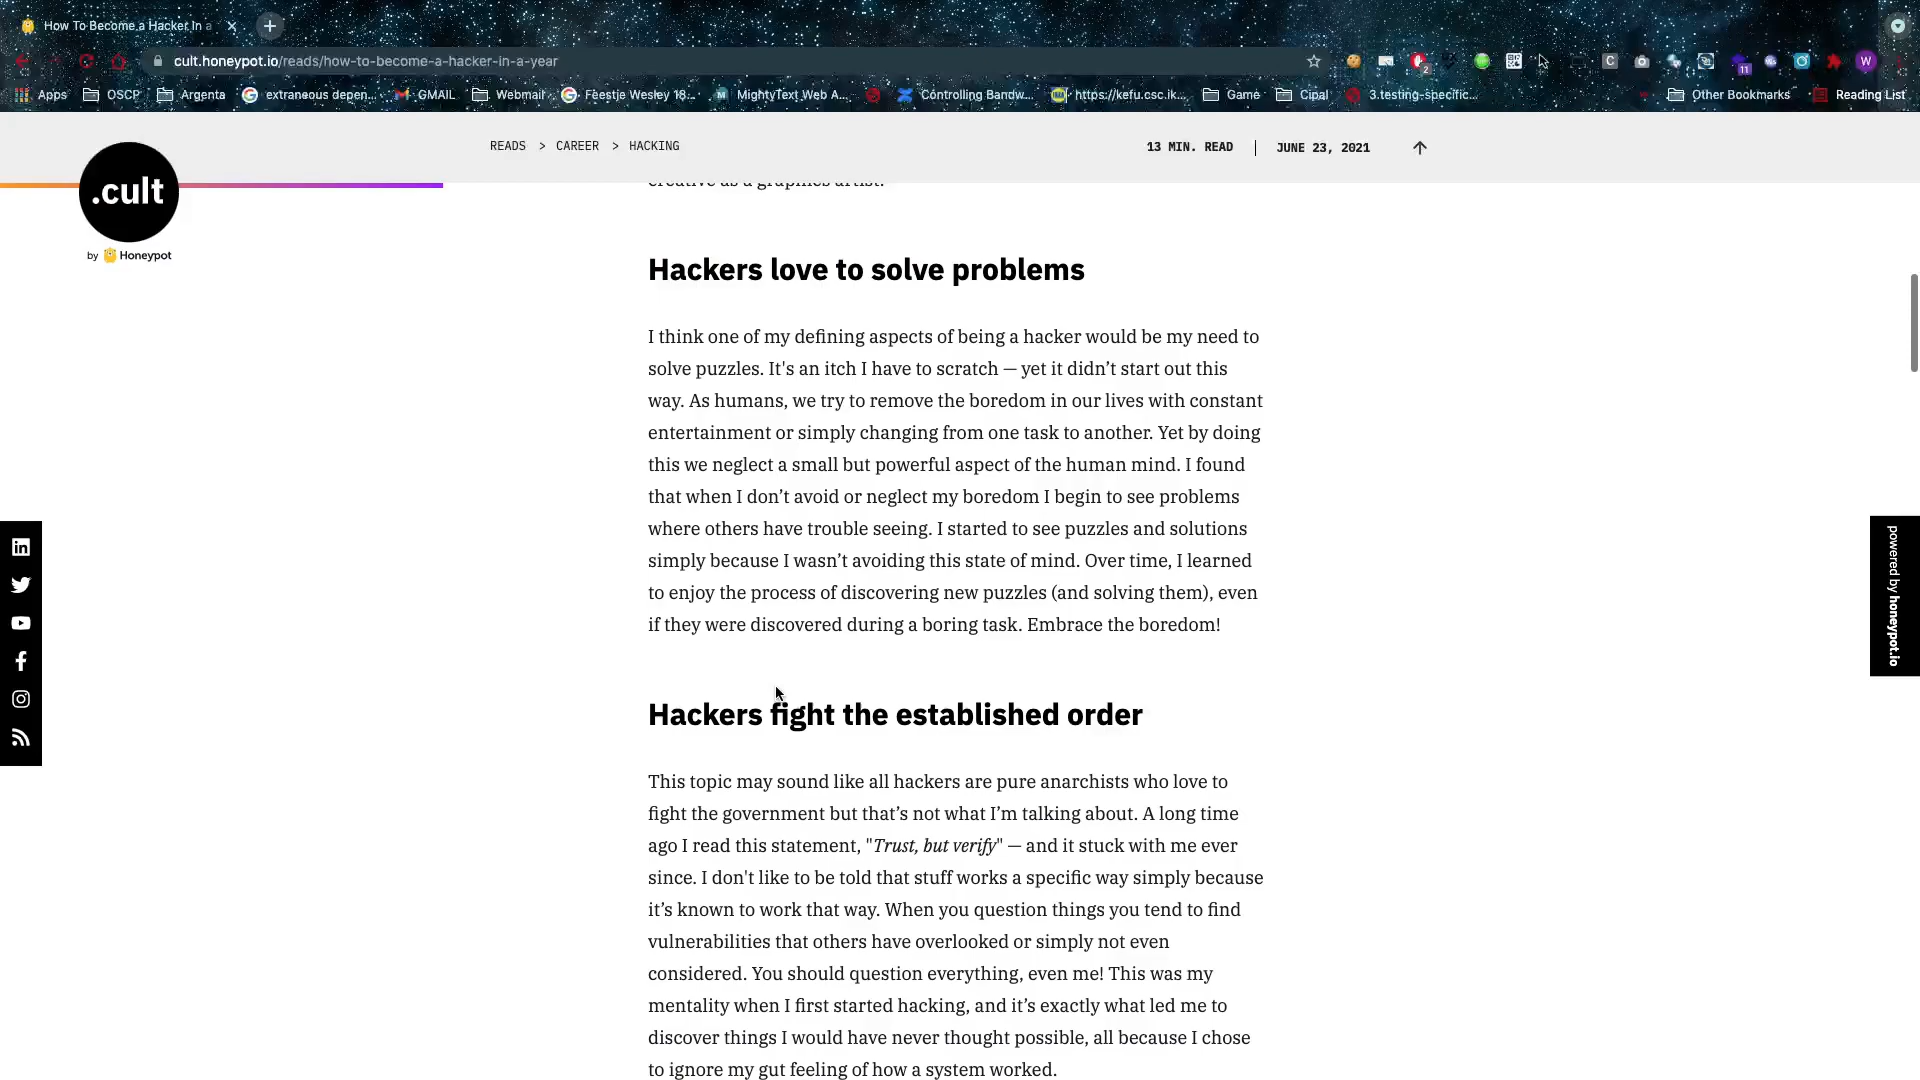 How To Become a Hacker in a
cult.honeypot.io/reads/how-to-become-a-hacker-in-a-year
2
C
11
W
Apps
OSCP
Argenta
extraneous depen...
GMAIL
Webmail
Feestje Wesley 18...
MightyText Web A...
Controlling Bandw...
https://kefu.csc.ik...
Game
Cipal
3.testing-specific...
Other Bookmarks
Reading List
READS > CAREER > HACKING
13 MIN. READ | JUNE 23, 2021
.cult
by Honeypot
creative as a graphics artist.
Hackers love to solve problems
I think one of my defining aspects of being a hacker would be my need to
solve puzzles. It's an itch I have to scratch — yet it didn’t start out this
way. As humans, we try to remove the boredom in our lives with constant
entertainment or simply changing from one task to another. Yet by doing
this we neglect a small but powerful aspect of the human mind. I found
that when I don’t avoid or neglect my boredom I begin to see problems
where others have trouble seeing. I started to see puzzles and solutions
simply because I wasn’t avoiding this state of mind. Over time, I learned
to enjoy the process of discovering new puzzles (and solving them), even
if they were discovered during a boring task. Embrace the boredom!
Hackers fight the established order
This topic may sound like all hackers are pure anarchists who love to
fight the government but that’s not what I’m talking about. A long time
ago I read this statement, "Trust, but verify" — and it stuck with me ever
since. I don't like to be told that stuff works a specific way simply because
it’s known to work that way. When you question things you tend to find
vulnerabilities that others have overlooked or simply not even
considered. You should question everything, even me! This was my
mentality when I first started hacking, and it’s exactly what led me to
discover things I would have never thought possible, all because I chose
to ignore my gut feeling of how a system worked.
powered by honeypot.io